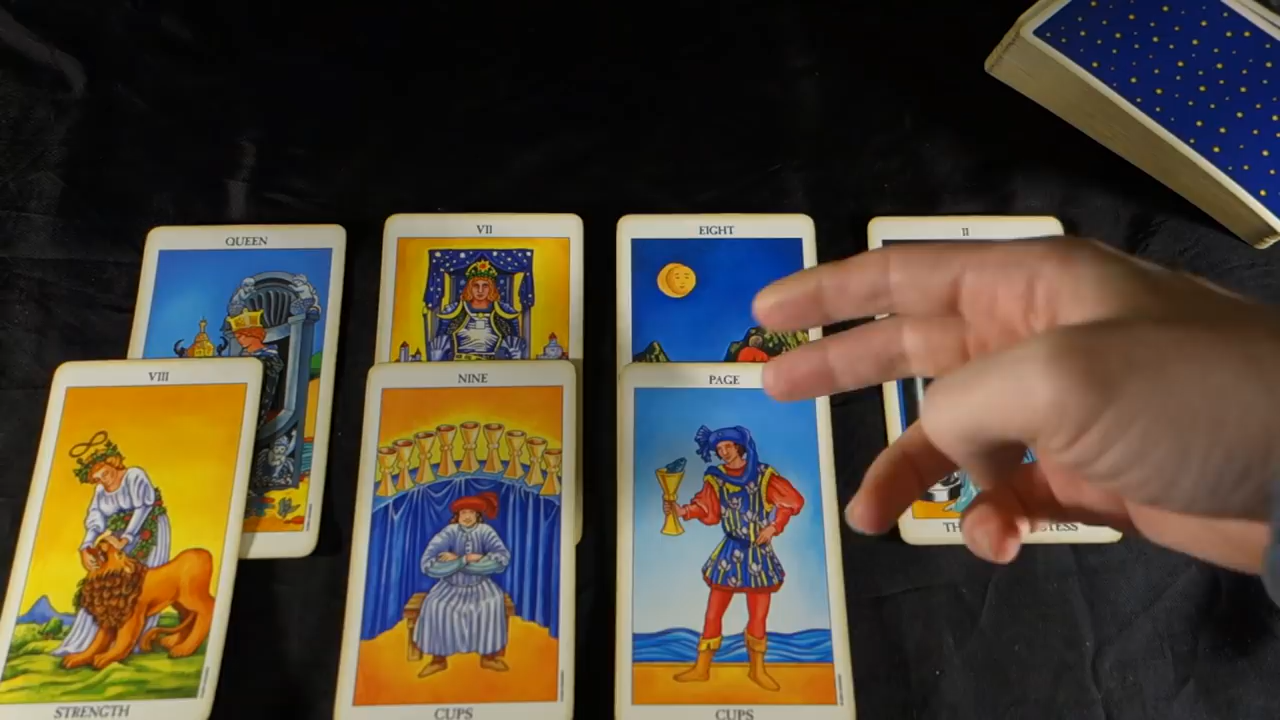 QUEEN
VII
EIGHT
II
VIII
NINE
PAGE
STRENGTH
CUPS
CUPS